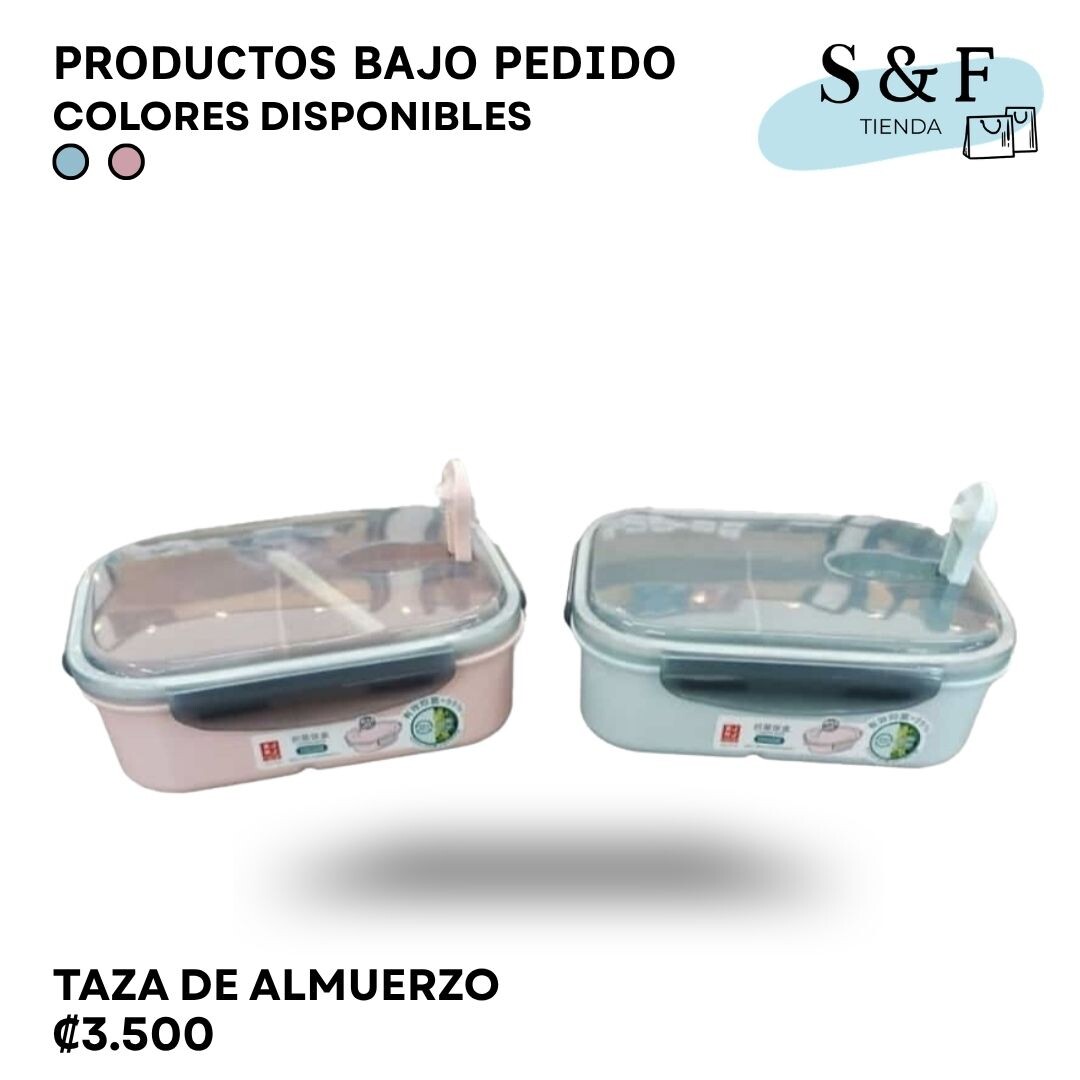 PRODUCTOS BAJO PEDIDO
COLORES DISPONIBLES
S & F
TIENDA
TAZA DE ALMUERZO
₡3.500